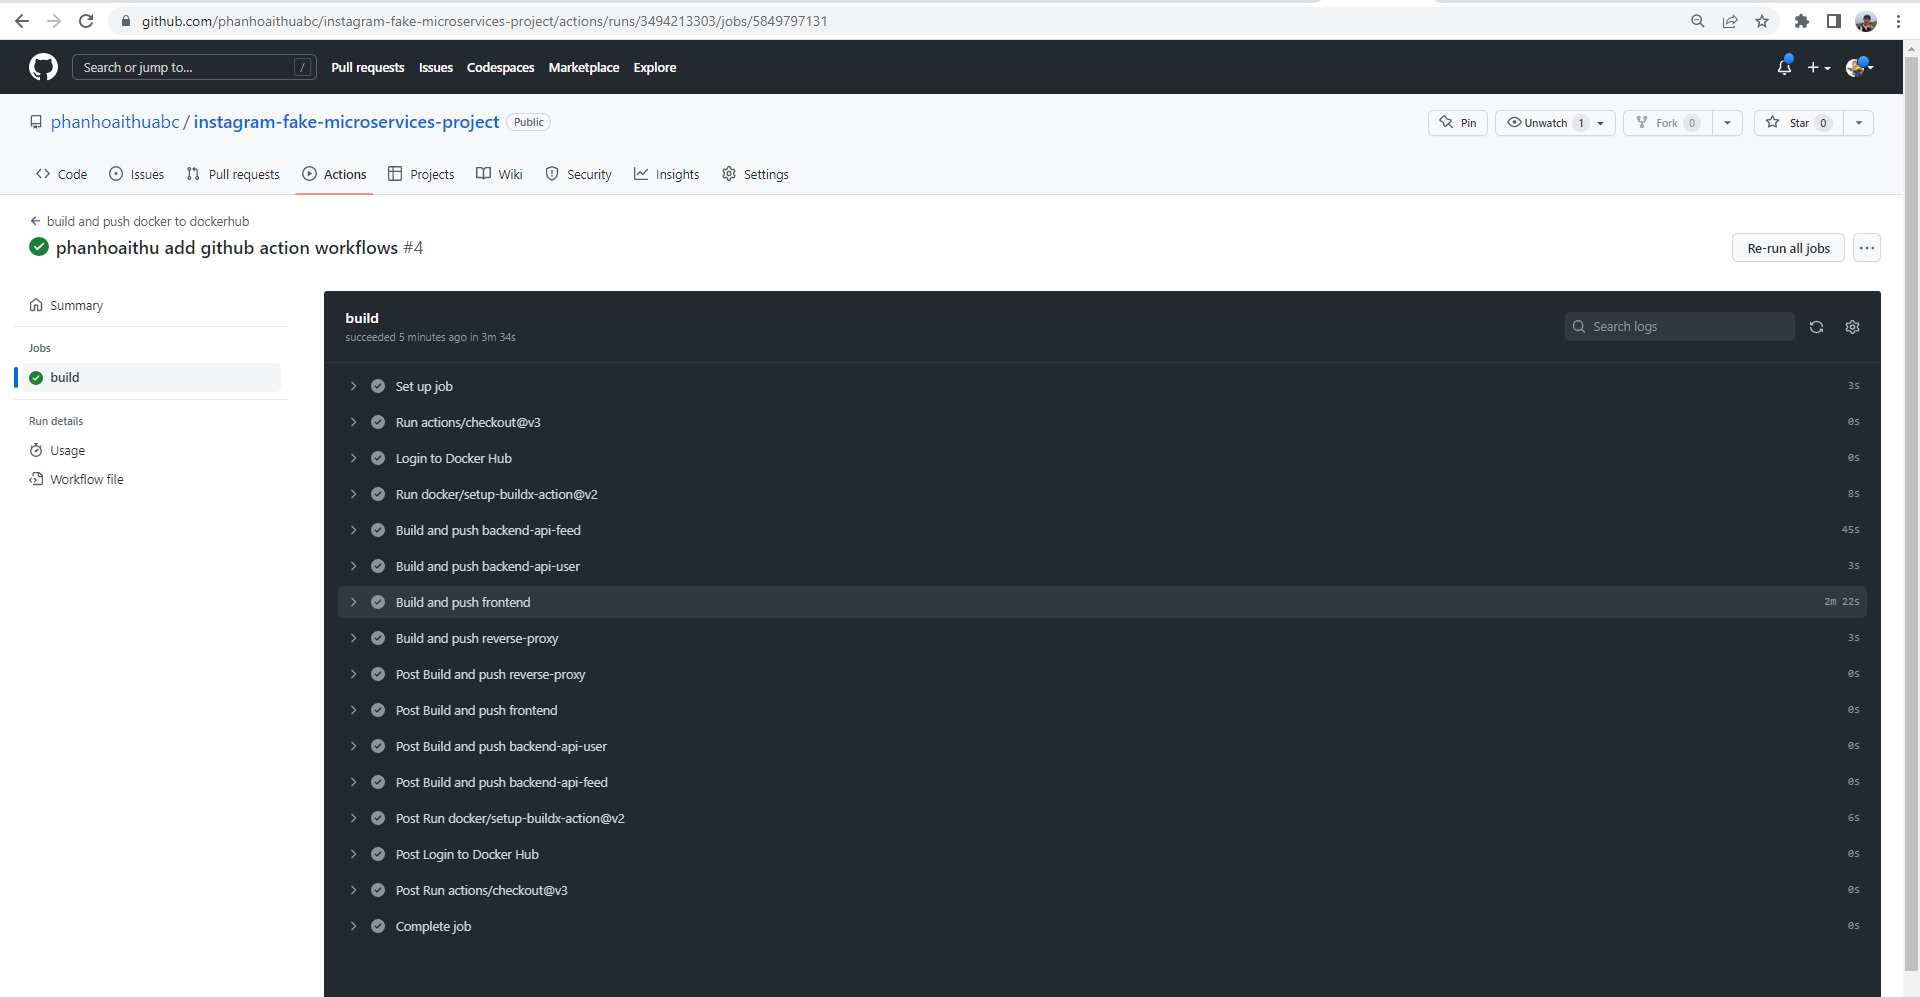 github.com/phanhoaithuabc/instagram-fake-microservices-project/actions/runs/3494213303/jobs/5849797131
Search or jump to... / Pull requests Issues Codespaces Marketplace Explore
phanhoaithuabc / instagram-fake-microservices-project Public Pin Unwatch 1 Fork 0 Star 0
Code Issues Pull requests Actions Projects Wiki Security Insights Settings
build and push docker to dockerhub
phanhoaithu add github action workflows #4 Re-run all jobs
Summary
Jobs
build
Run details
Usage
Workflow file
build
succeeded 5 minutes ago in 3m 34s
Search logs
Set up job 3s
Run actions/checkout@v3 0s
Login to Docker Hub 0s
Run docker/setup-buildx-action@v2 8s
Build and push backend-api-feed 45s
Build and push backend-api-user 3s
Build and push frontend 2m 22s
Build and push reverse-proxy 3s
Post Build and push reverse-proxy 0s
Post Build and push frontend 0s
Post Build and push backend-api-user 0s
Post Build and push backend-api-feed 0s
Post Run docker/setup-buildx-action@v2 6s
Post Login to Docker Hub 0s
Post Run actions/checkout@v3 0s
Complete job 0s